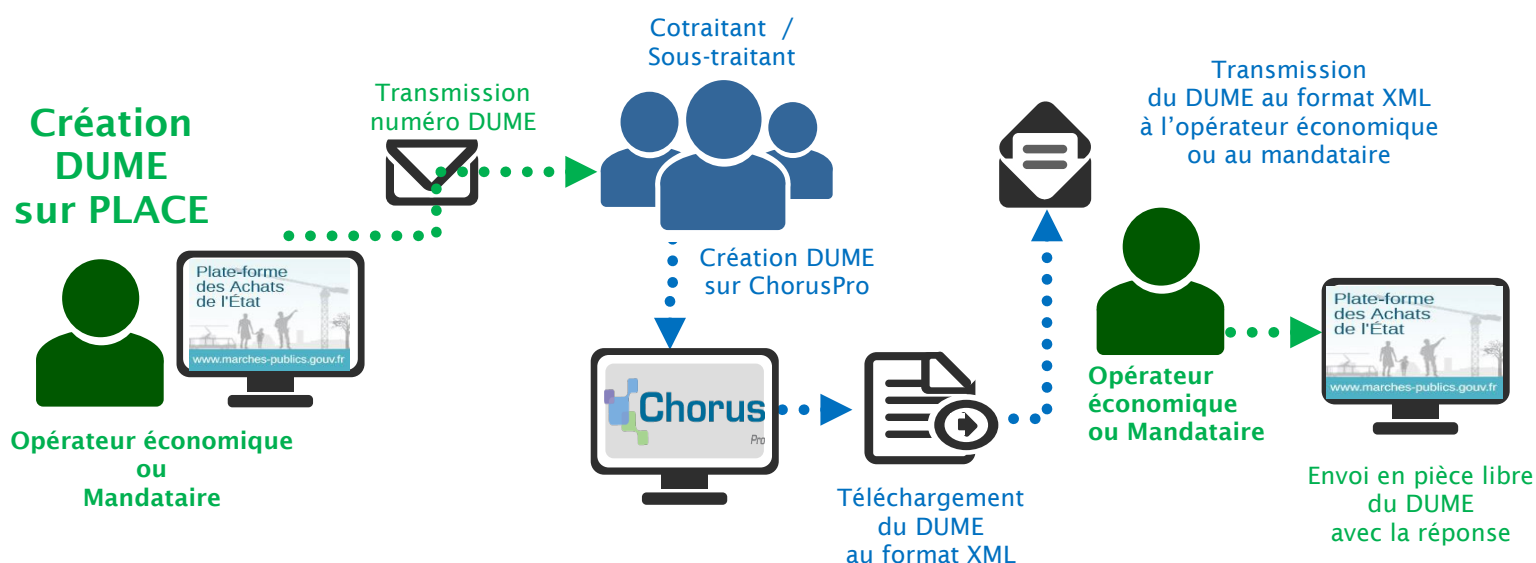 Création
DUME
sur PLACE
Plate-forme
des Achats
de l'État
www.marches-publics.gouv.fr
Opérateur économique
ou
Mandataire
Transmission
numéro DUME
Cotraitant /
Sous-traitant
Création DUME
sur ChorusPro
Chorus
Pro
Téléchargement
du DUME
au format XML
Transmission
du DUME au format XML
à l'opérateur économique
ou au mandataire
Opérateur
économique
ou Mandataire
Plate-forme
des Achats
de l'État
www.marches-publics.gouv.fr
Envoi en pièce libre
du DUME
avec la réponse